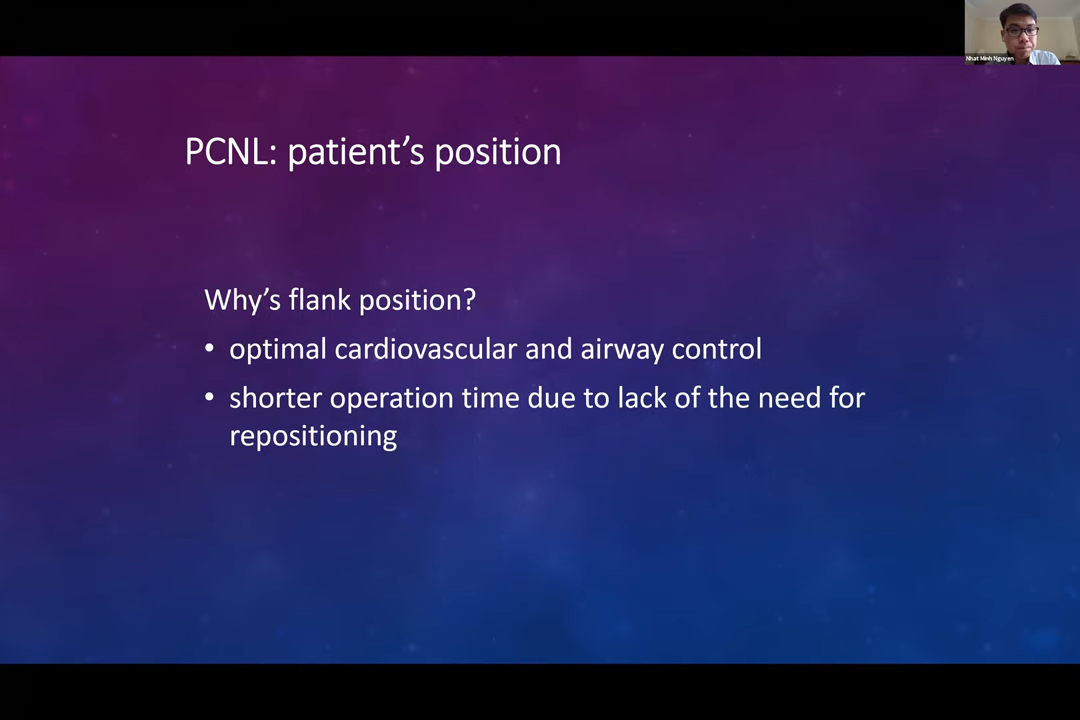 Nhat Minh Nguyen
PCNL: patient’s position
Why’s flank position?
• optimal cardiovascular and airway control
• shorter operation time due to lack of the need for
repositioning